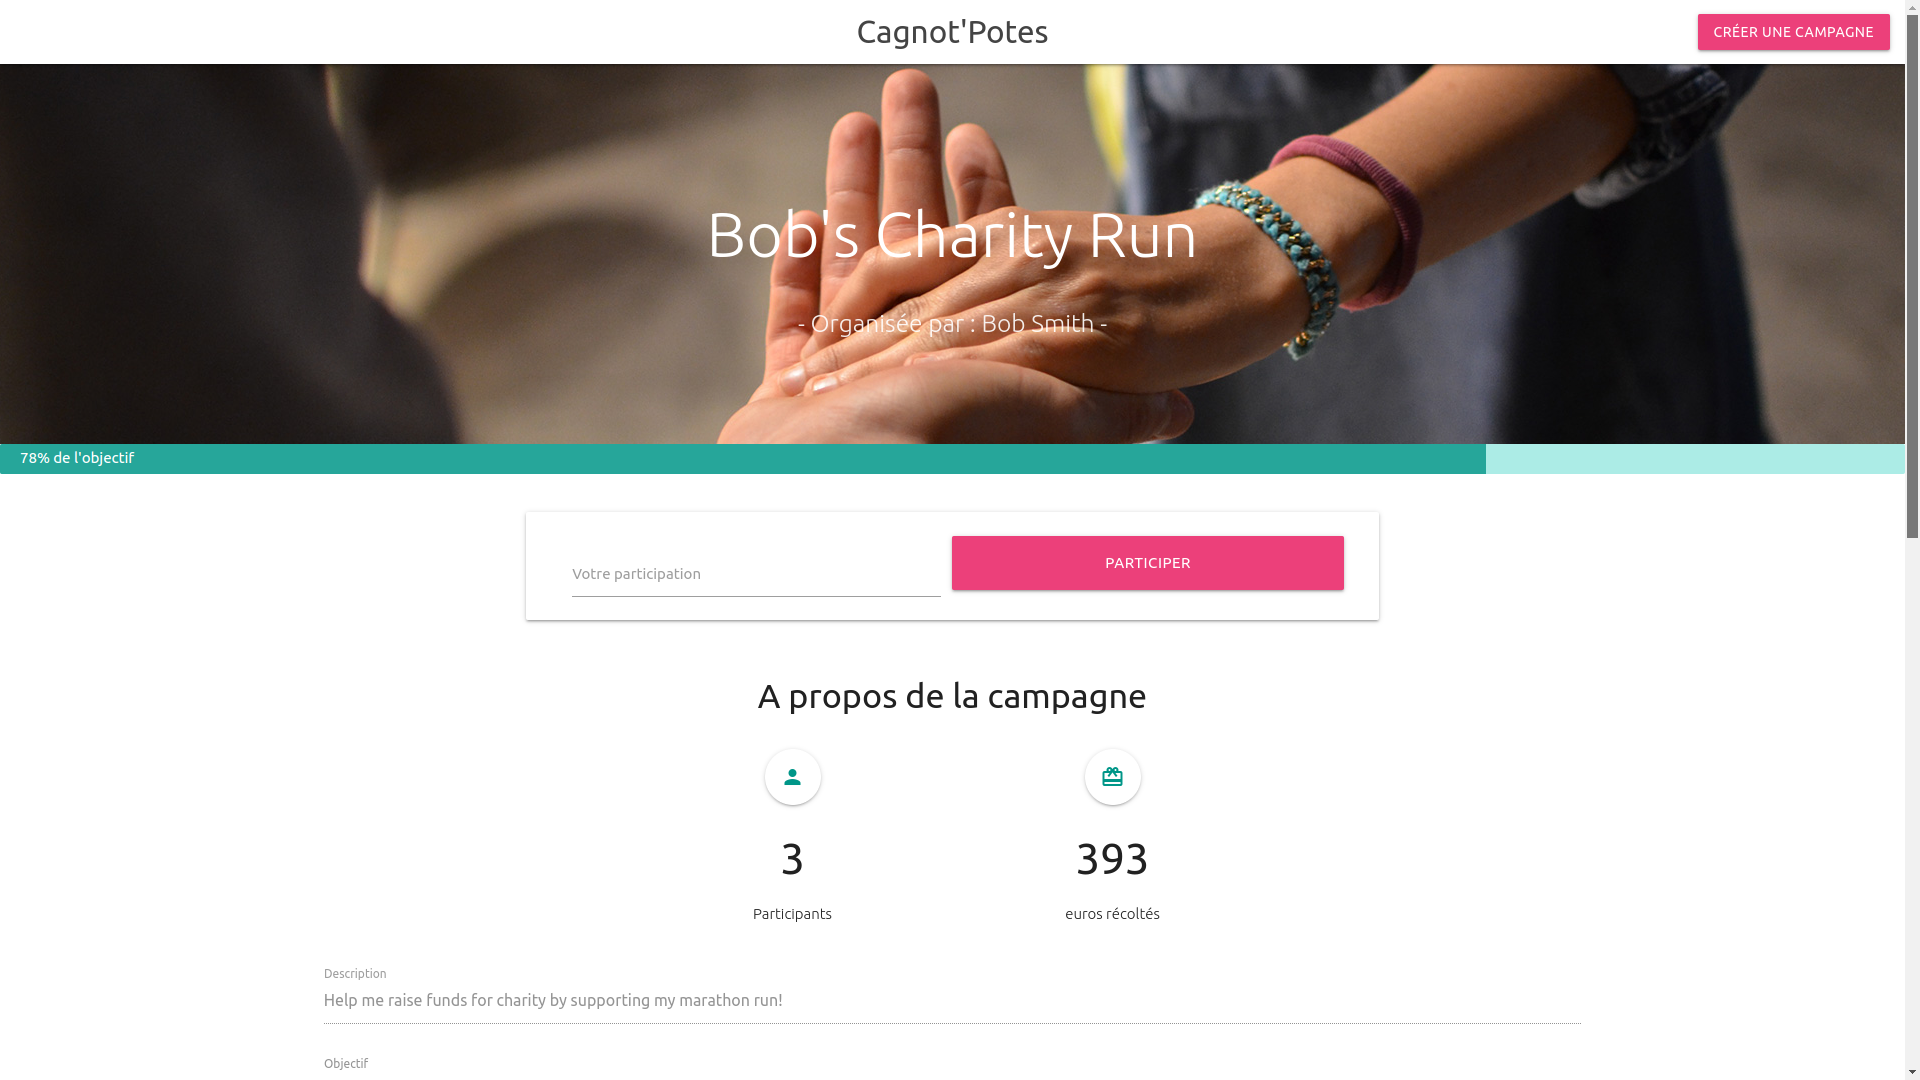 Cagnot'Potes
CRÉER UNE CAMPAGNE
Bob's Charity Run
- Organisée par : Bob Smith -
78% de l'objectif
Votre participation
PARTICIPER
A propos de la campagne
3
393
Participants
euros récoltés
Description
Help me raise funds for charity by supporting my marathon run!
Objectif